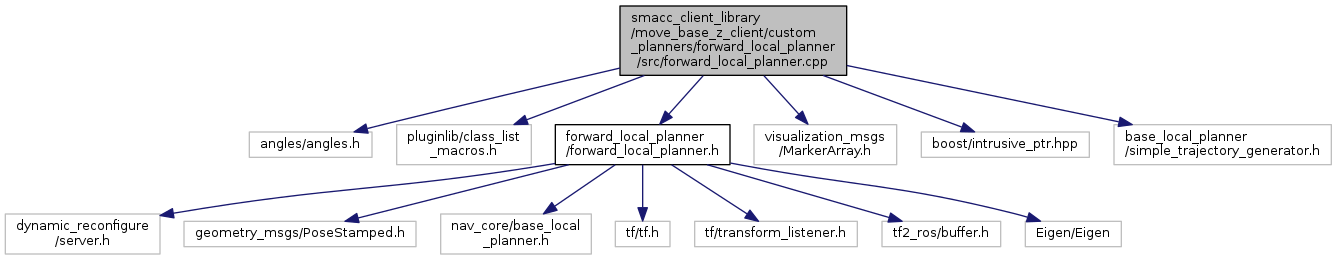 smacc_client_library
/move_base_z_client/custom
_planners/forward_local_planner
/src/forward_local_planner.cpp
angles/angles.h
pluginlib/class_list
_macros.h
forward_local_planner
/forward_local_planner.h
visualization_msgs
/MarkerArray.h
boost/intrusive_ptr.hpp
base_local_planner
/simple_trajectory_generator.h
dynamic_reconfigure
/server.h
geometry_msgs/PoseStamped.h
nav_core/base_local
_planner.h
tf/tf.h
tf/transform_listener.h
tf2_ros/buffer.h
Eigen/Eigen